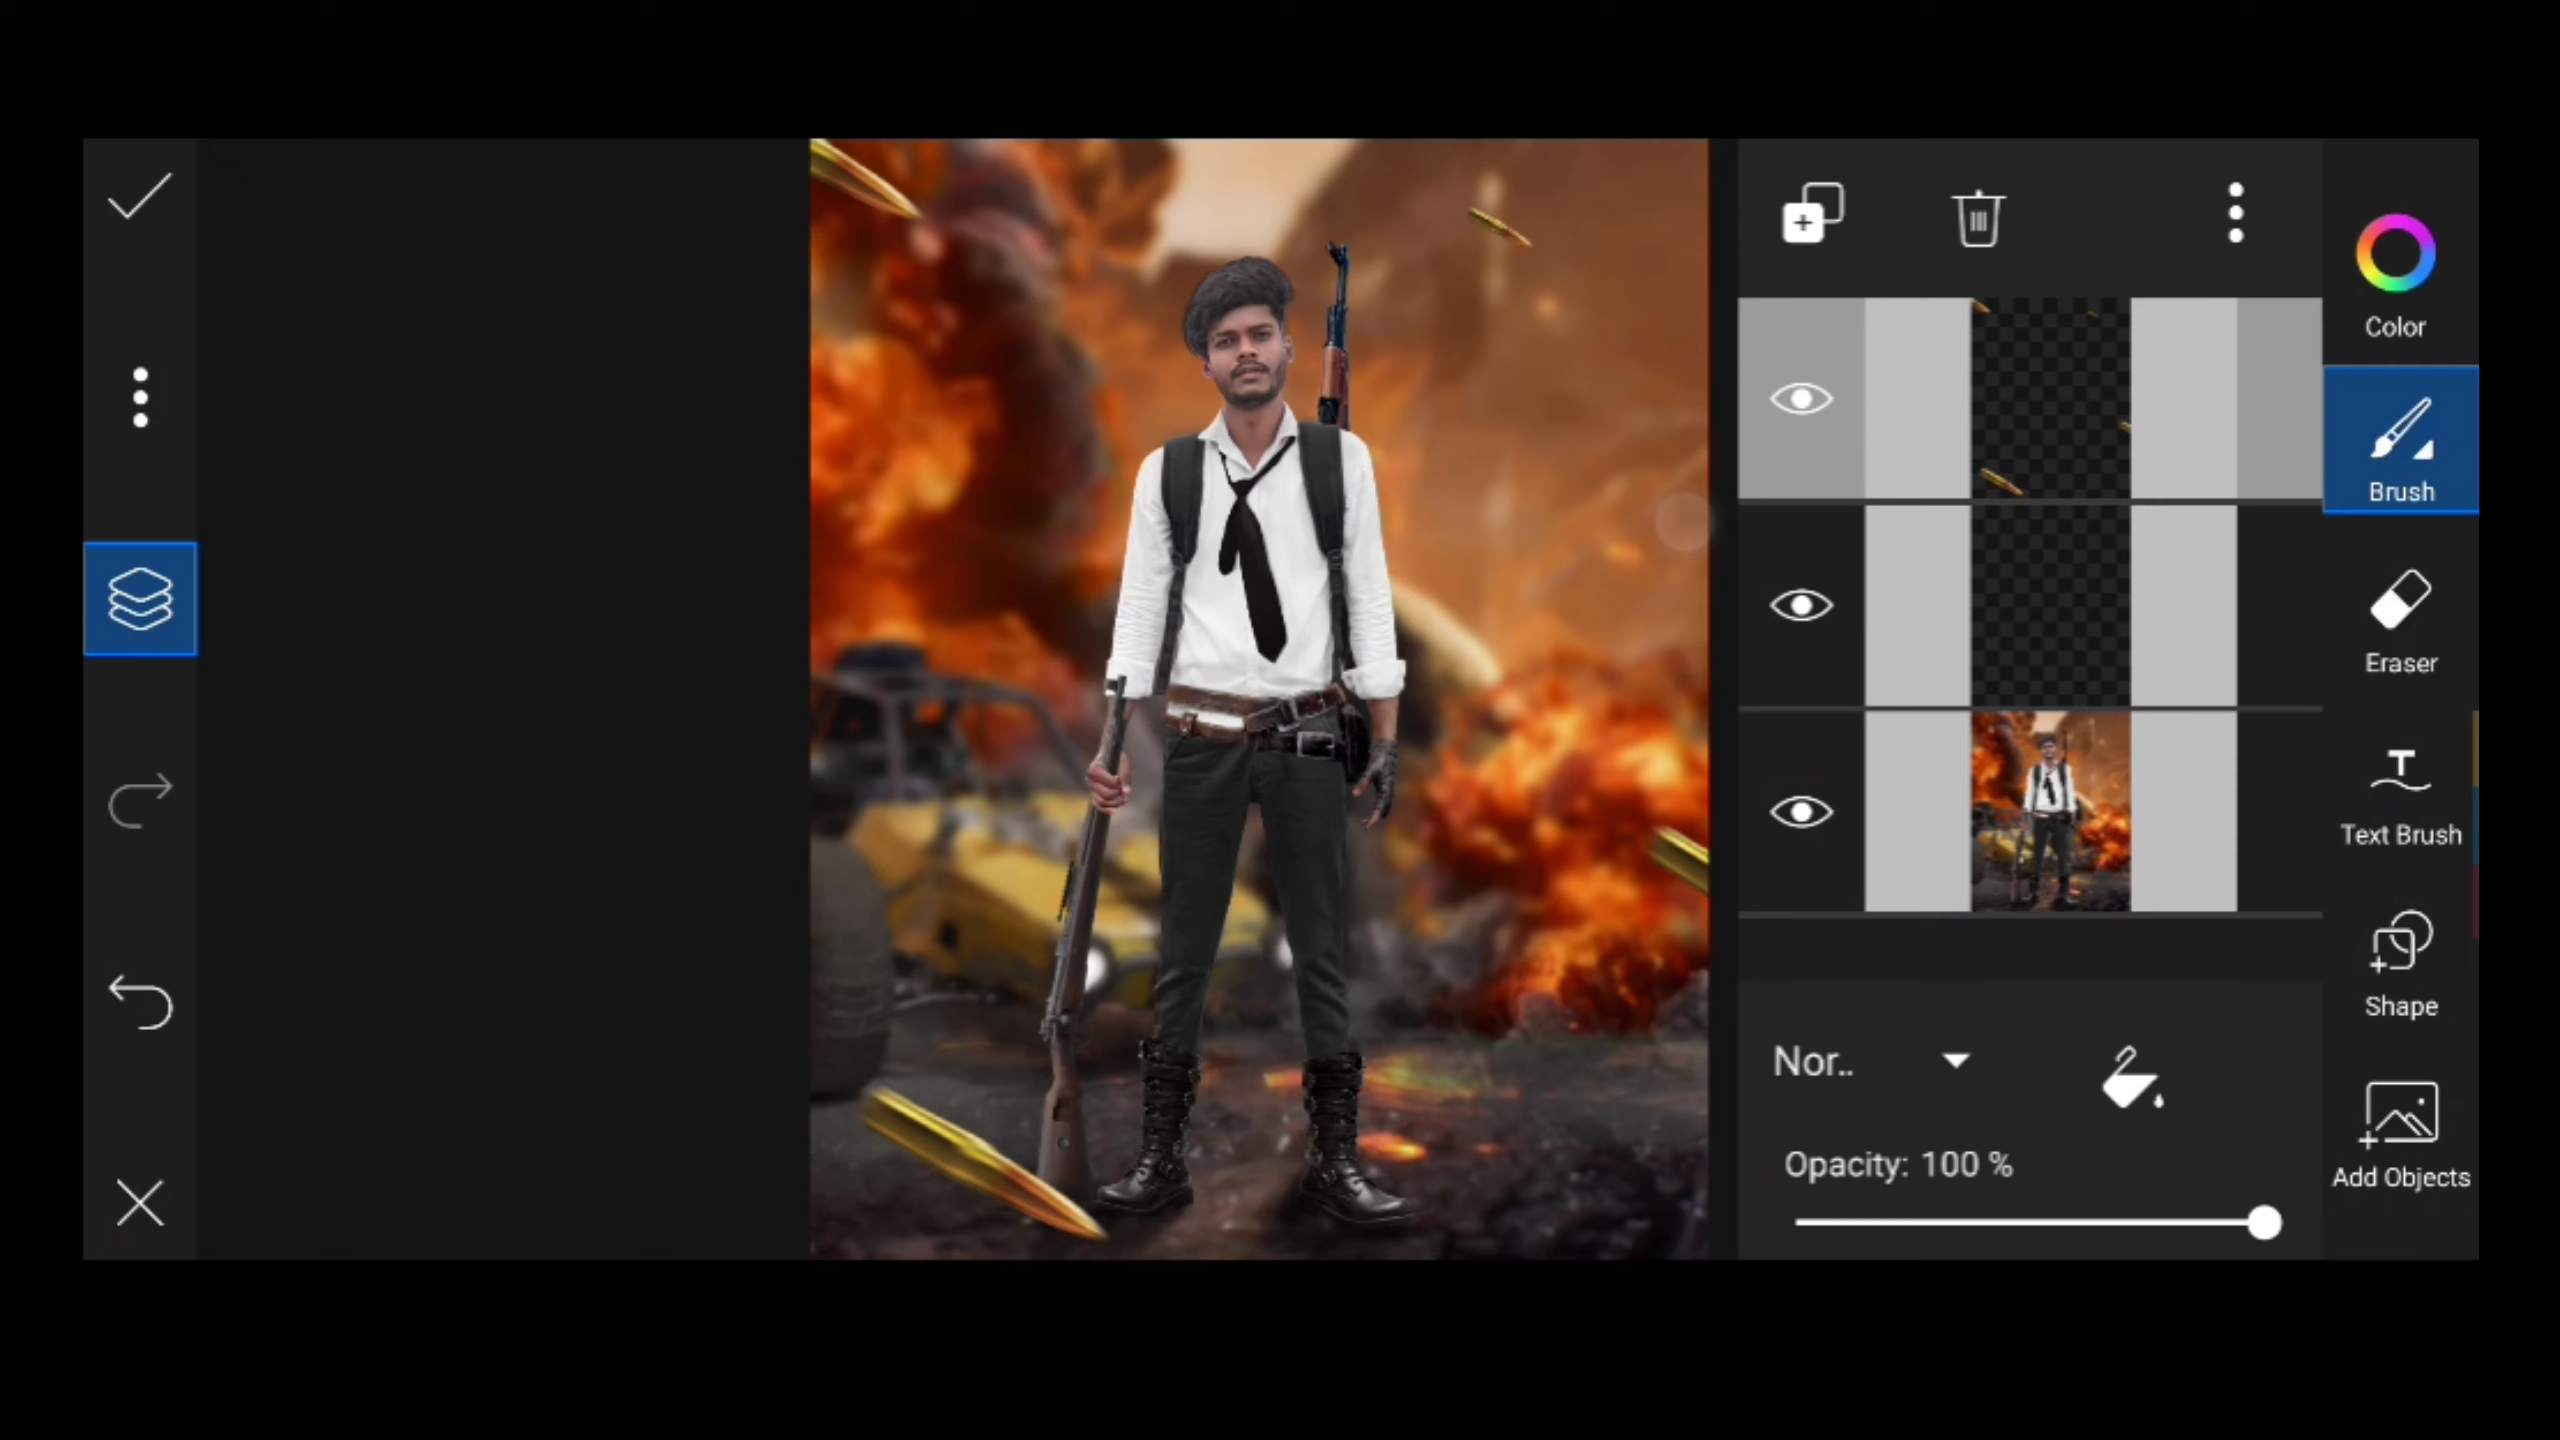 Color
Brush
Eraser
Text Brush
Shape
Add Objects
Nor..
Opacity: 100 %